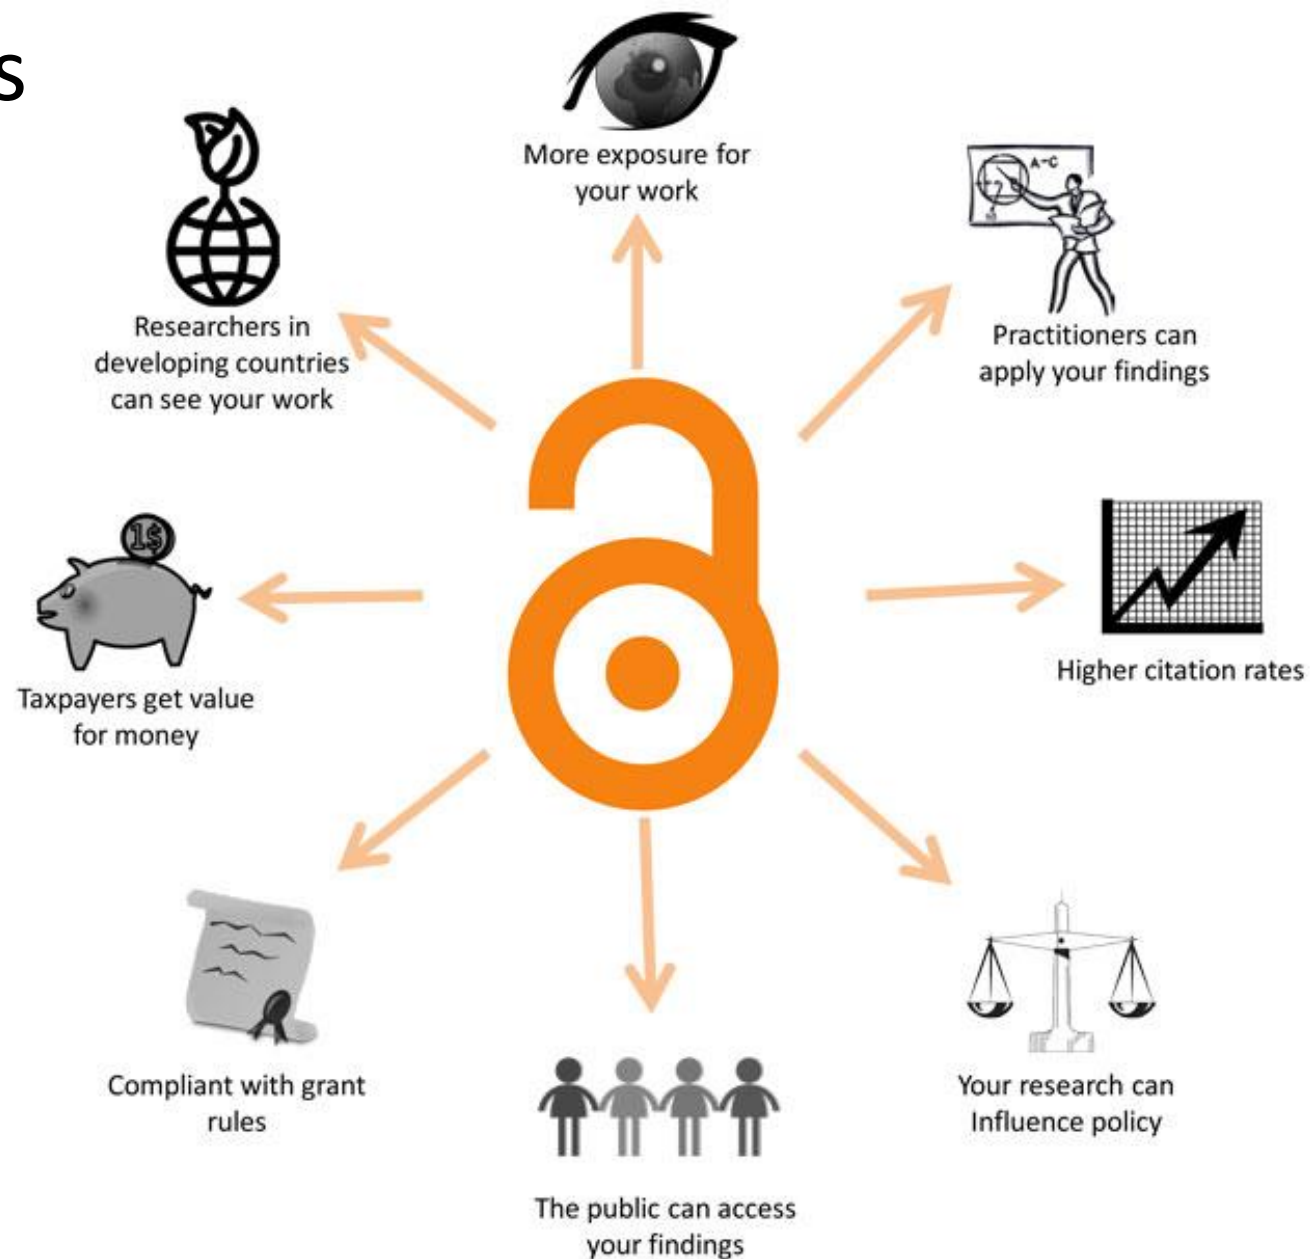 s
More exposure for
your work
A-C
Practitioners can
apply your findings
Researchers in
developing countries
can see your work
1$
Higher citation rates
Taxpayers get value
for money
Compliant with grant
rules
Your research can
Influence policy
The public can access
your findings